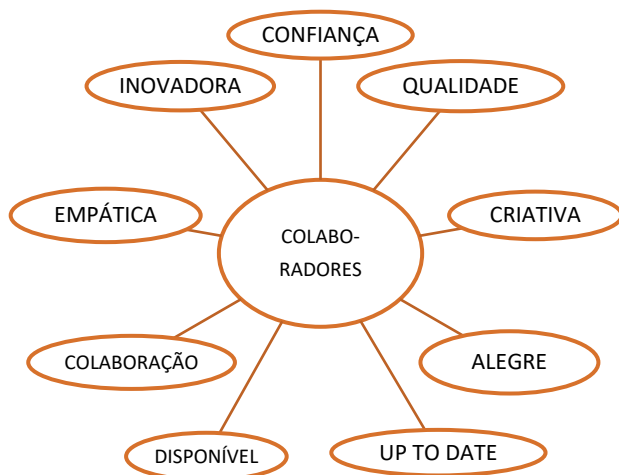 CONFIANÇA
INOVADORA
QUALIDADE
EMPÁTICA
COLABO-
RADORES
CRIATIVA
COLABORAÇÃO
ALEGRE
DISPONÍVEL
UP TO DATE